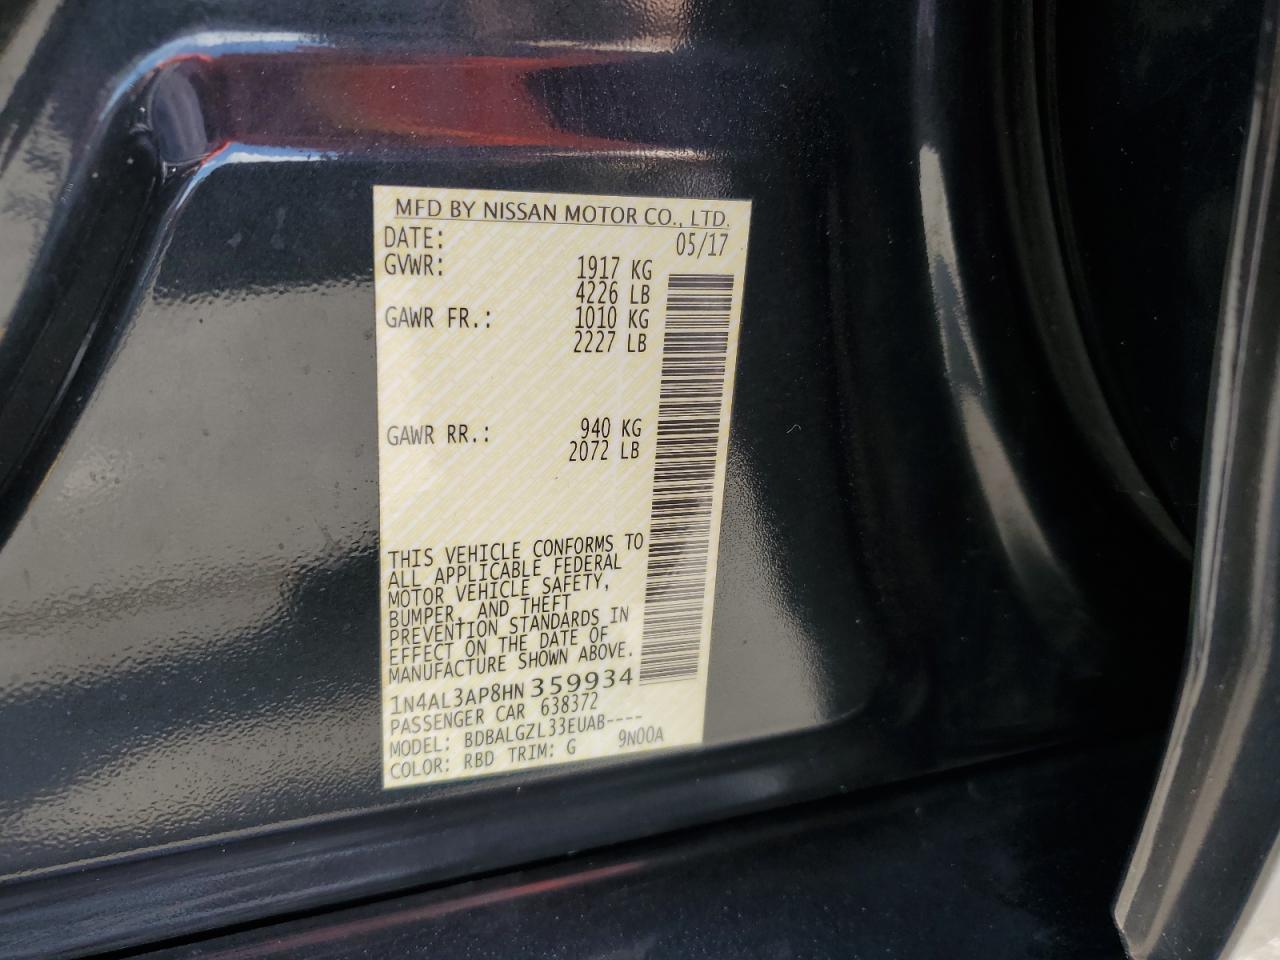 MFD BY NISSAN MOTOR CO., LTD.
DATE: 05/17
GVWR: 1917 KG
4226 LB
GAWR FR.: 1010 KG
2227 LB
GAWR RR.: 940 KG
2072 LB
THIS VEHICLE CONFORMS TO
ALL APPLICABLE FEDERAL
MOTOR VEHICLE SAFETY,
BUMPER, AND THEFT
PREVENTION STANDARDS IN
EFFECT ON THE DATE OF
MANUFACTURE SHOWN ABOVE.
1N4AL3AP8HN 359934
PASSENGER CAR 638372
MODEL: BDBALGZL33EUAB----
COLOR: RBD TRIM: G 9N00A